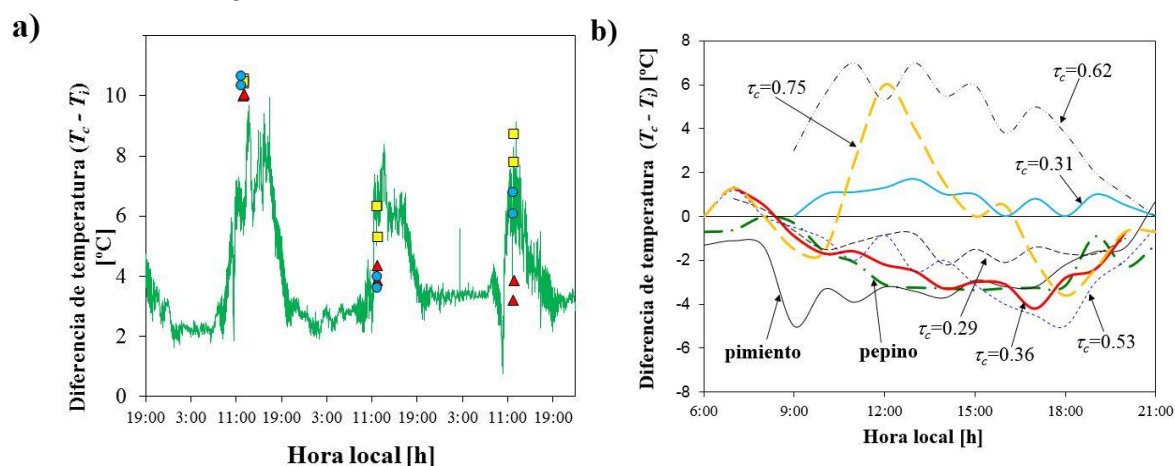 a)
Diferencia de temperatura (Tc - Ti)
[ºC]
10
8
6
4
2
0
19:00 3:00 11:00 19:00 3:00 11:00 19:00 3:00 11:00 19:00
Hora local [h]
b)
Diferencia de temperatura (Tc - Ti) [ºC]
8
6
4
2
0
-2
-4
-6
-8
τc=0.75
τc=0.62
τc=0.31
pimiento
pepino
τc=0.29
τc=0.36
τc=0.53
6:00 9:00 12:00 15:00 18:00 21:00
Hora local [h]